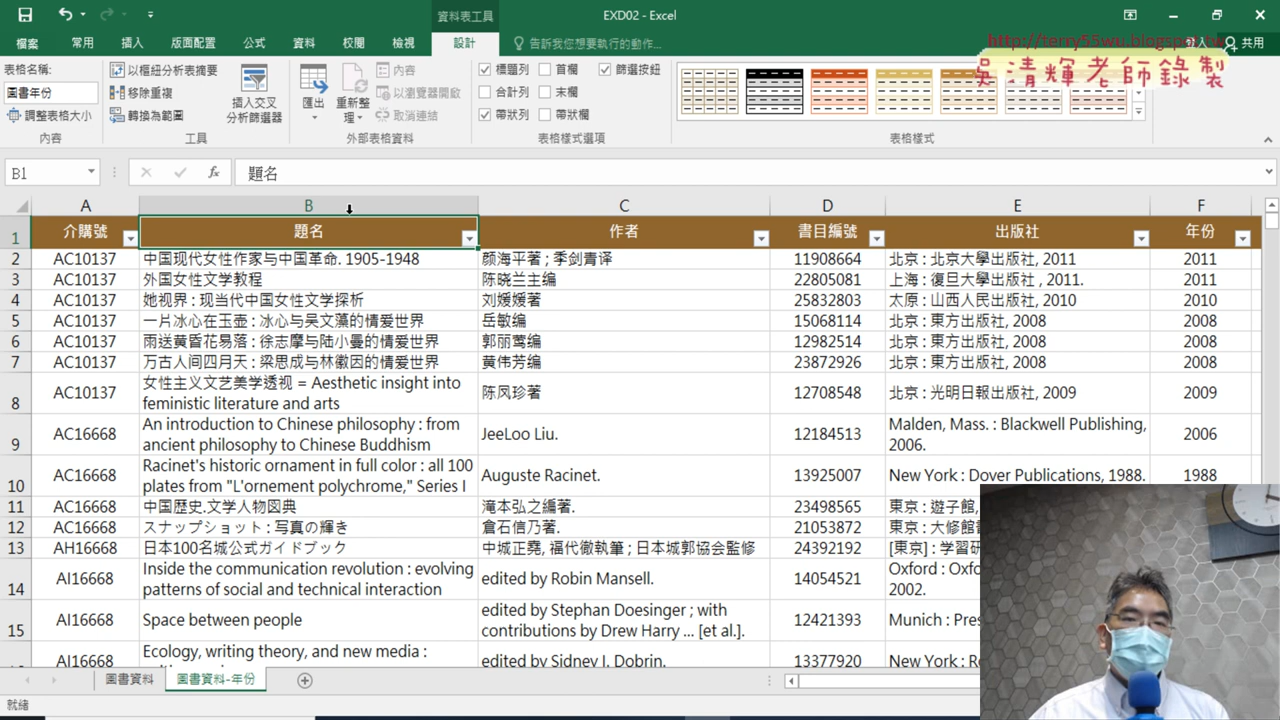 資料表工具
EXD02 - Excel
檔案 常用 插入 版面配置 公式 資料 校閱 檢視 設計 告訴我您想要執行的動作... 登入 共用
http://terry55wu.blogspot.tw
吳清輝老師錄製
表格名稱:
圖書年份
調整表格大小
內容
以樞紐分析表摘要
移除重複
轉換為範圍
插入交叉
分析篩選器
工具
匯出
重新整
理
內容
以瀏覽器開啟
取消連結
外部表格資料
標題列 首欄 篩選按鈕
合計列 末欄
帶狀列 帶狀欄
表格樣式選項
表格樣式
B1 fx 題名
A B C D E F
1 介購號 題名 作者 書目編號 出版社 年份
2 AC10137 中国现代女性作家与中国革命. 1905-1948 颜海平著 ; 季剑青译 11908664 北京 : 北京大學出版社, 2011 2011
3 AC10137 外国女性文学教程 陈晓兰主编 22805081 上海 : 復旦大學出版社 , 2011. 2011
4 AC10137 她视界 : 现当代中国女性文学探析 刘媛媛著 25832803 太原 : 山西人民出版社, 2010 2010
5 AC10137 一片冰心在玉壶 : 冰心与吴文藻的情爱世界 岳敏编 15068114 北京 : 東方出版社, 2008 2008
6 AC10137 雨送黄昏花易落 : 徐志摩与陆小曼的情爱世界 郭丽莺编 12982514 北京 : 東方出版社, 2008 2008
7 AC10137 万古人间四月天 : 梁思成与林徽因的情爱世界 黄伟芳编 23872926 北京 : 東方出版社, 2008 2008
8 AC10137 女性主义文艺美学透视 = Aesthetic insight into
feministic literature and arts 陈凤珍著 12708548 北京 : 光明日報出版社, 2009 2009
9 AC16668 An introduction to Chinese philosophy : from
ancient philosophy to Chinese Buddhism JeeLoo Liu. 12184513 Malden, Mass. : Blackwell Publishing,
2006. 2006
10 AC16668 Racinet's historic ornament in full color : all 100
plates from "L'ornement polychrome," Series I Auguste Racinet. 13925007 New York : Dover Publications, 1988. 1988
11 AC16668 中国歴史.文学人物図典 滝本弘之編著. 23498565 東京 : 遊子館,
12 AC16668 スナップショット : 写真の輝き 倉石信乃著. 21053872 東京 : 大修館
13 AH16668 日本100名城公式ガイドブック 中城正堯, 福代徹執筆 ; 日本城郭協会監修 24392192 [東京] : 学習研
14 AI16668 Inside the communication revolution : evolving
patterns of social and technical interaction edited by Robin Mansell. 14054521 Oxford : Oxfo
2002.
15 AI16668 Space between people edited by Stephan Doesinger ; with
contributions by Drew Harry ... [et al.]. 12421393 Munich : Pres
AI16668 Ecology, writing theory, and new media : edited by Sidney I. Dobrin. 13377920 New York : R
圖書資料 圖書資料-年份
就緒